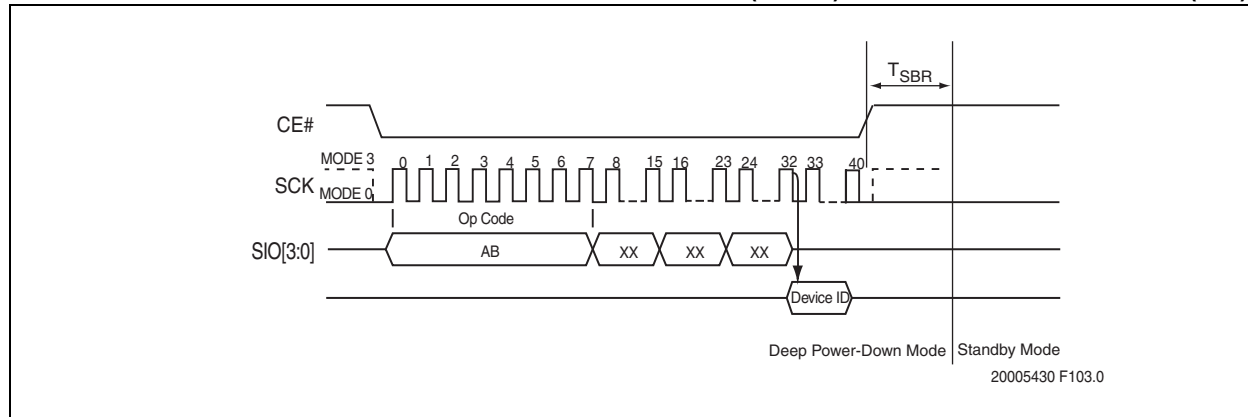 TSBR
CE#
MODE 3 0 1 2 3 4 5 6 7 8 15 16 23 24 32 33 40
SCK
MODE 0
Op Code
SIO[3:0] AB XX XX XX
Device ID
Deep Power-Down Mode Standby Mode
20005430 F103.0